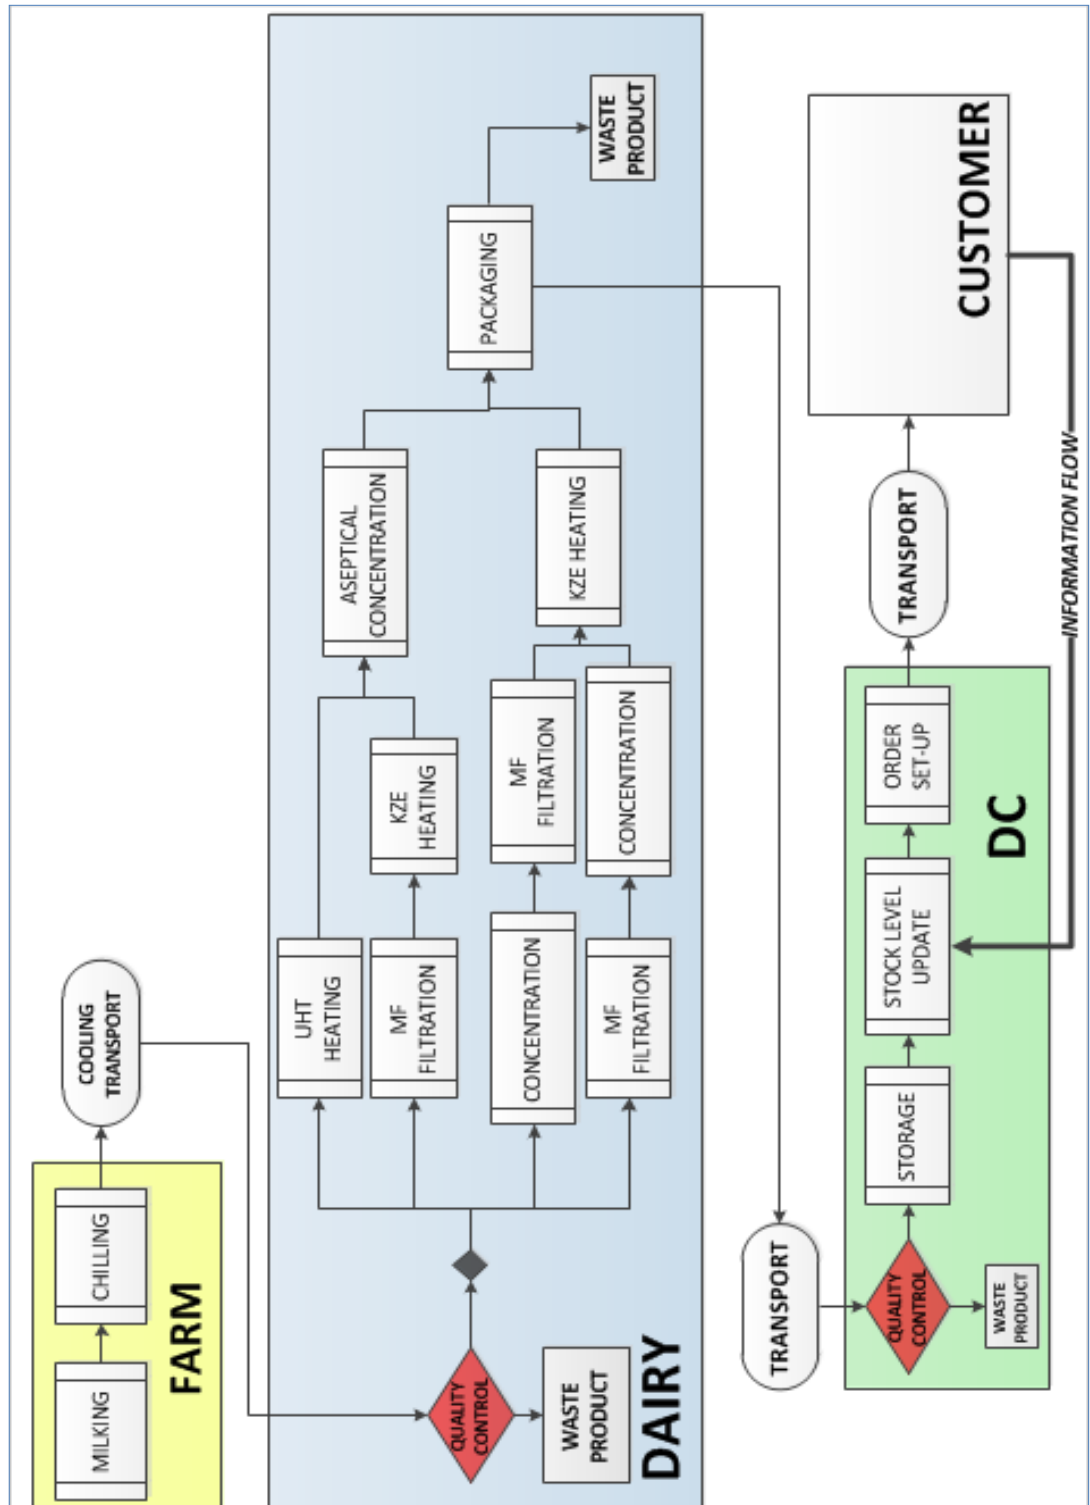 MILKING
CHILLING
FARM
COOLING
TRANSPORT
QUALITY
CONTROL
WASTE
PRODUCT
UHT
HEATING
MF
FILTRATION
KZE
HEATING
ASEPTICAL
CONCENTRATION
CONCENTRATION
MF
FILTRATION
MF
FILTRATION
CONCENTRATION
KZE HEATING
PACKAGING
WASTE
PRODUCT
DAIRY
TRANSPORT
QUALITY
CONTROL
WASTE
PRODUCT
STORAGE
STOCK LEVEL
UPDATE
ORDER
SET-UP
DC
TRANSPORT
CUSTOMER
INFORMATION FLOW